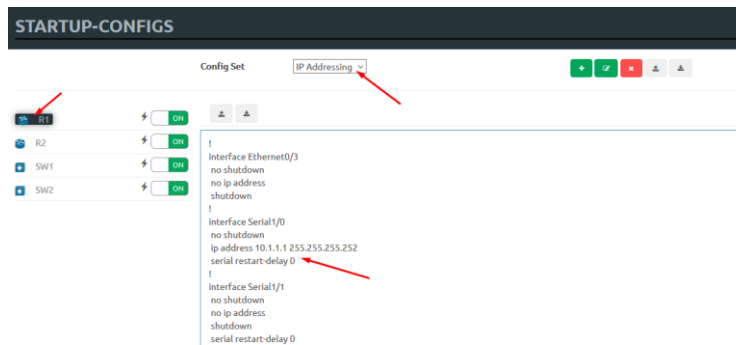 STARTUP-CONFIGS
Config Set IP Addressing
R1 ON
R2 ON
SW1 ON
SW2 ON
!
interface Ethernet0/3
no shutdown
no ip address
shutdown
!
interface Serial1/0
no shutdown
ip address 10.1.1.1 255.255.255.252
serial restart-delay 0
!
interface Serial1/1
no shutdown
no ip address
shutdown
serial restart-delay 0